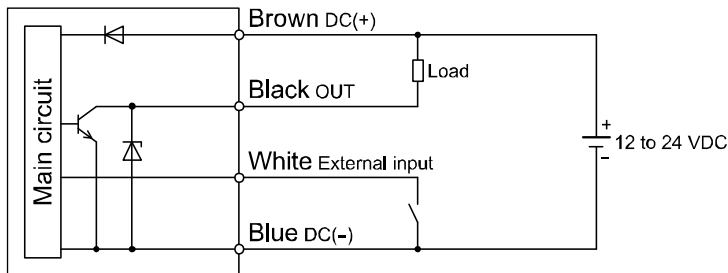 Main circuit
Brown DC(+)
Load
Black OUT
+
12 to 24 VDC
−
White External input
Blue DC(−)